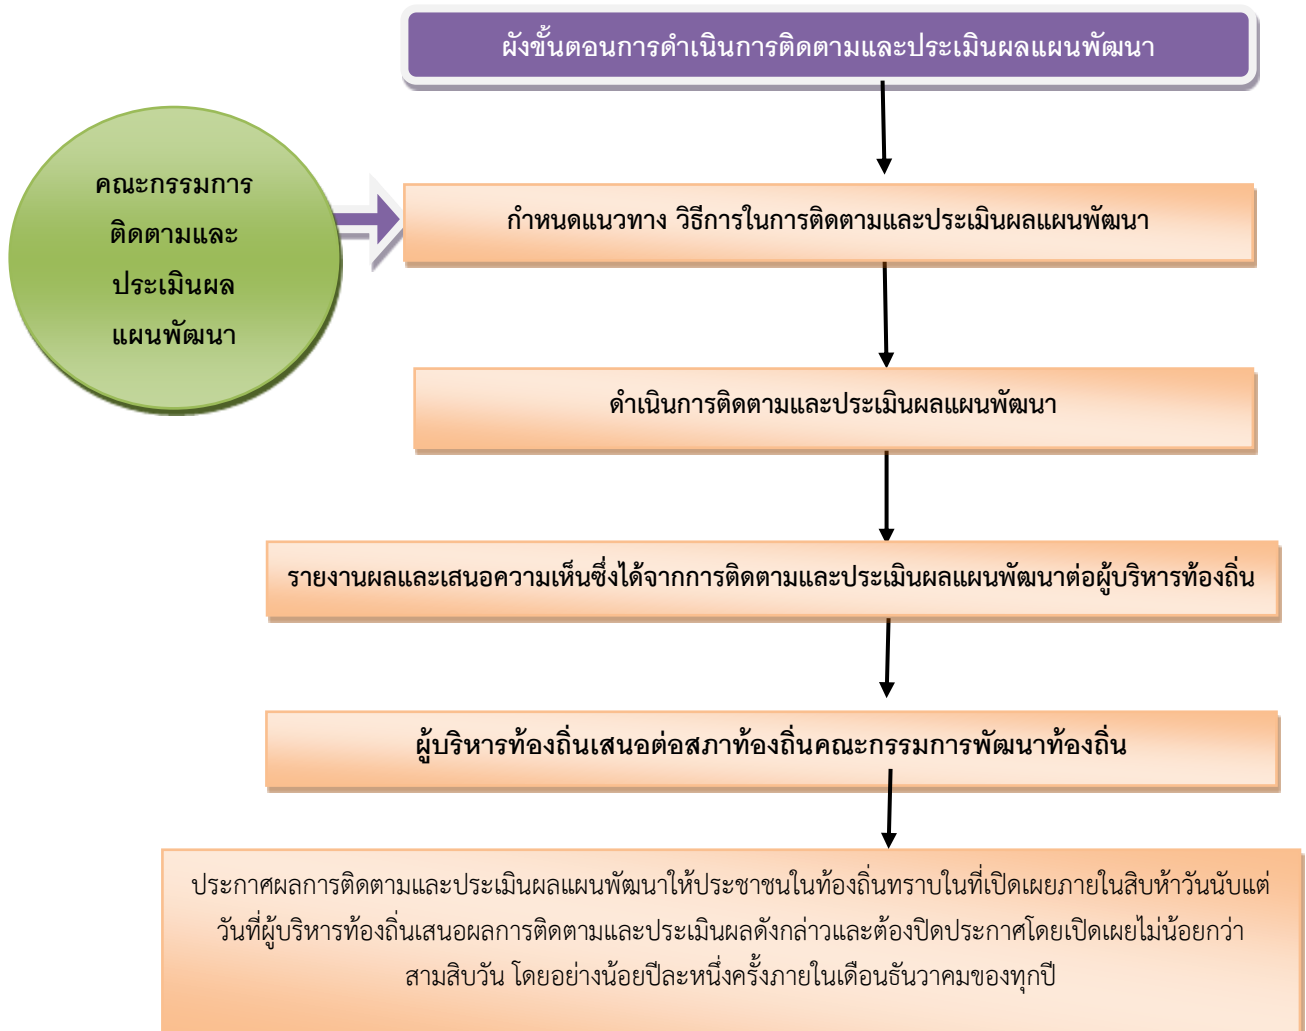 ผังขั้นตอนการดำเนินการติดตามและประเมินผลแผนพัฒนา
คณะกรรมการ
ติดตามและ
ประเมินผล
แผนพัฒนา
กำหนดแนวทาง วิธีการในการติดตามและประเมินผลแผนพัฒนา
ดำเนินการติดตามและประเมินผลแผนพัฒนา
รายงานผลและเสนอความเห็นซึ่งได้จากการติดตามและประเมินผลแผนพัฒนาต่อผู้บริหารท้องถิ่น
ผู้บริหารท้องถิ่นเสนอต่อสภาท้องถิ่นคณะกรรมการพัฒนาท้องถิ่น
ประกาศผลการติดตามและประเมินผลแผนพัฒนาให้ประชาชนในท้องถิ่นทราบในที่เปิดเผยภายในสิบห้าวันนับแต่
วันที่ผู้บริหารท้องถิ่นเสนอผลการติดตามและประเมินผลดังกล่าวและต้องปิดประกาศโดยเปิดเผยไม่น้อยกว่า
สามสิบวัน โดยอย่างน้อยปีละหนึ่งครั้งภายในเดือนธันวาคมของทุกปี